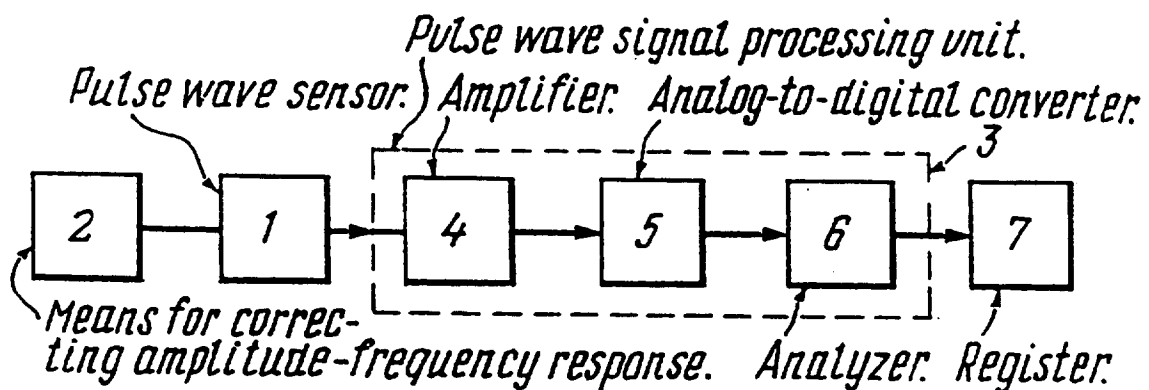 Pulse wave signal processing unit.
Pulse wave sensor. Amplifier. Analog-to-digital converter.
3
2 1 4 5 6 7
Means for correc-
ting amplitude-frequency response. Analyzer. Register.